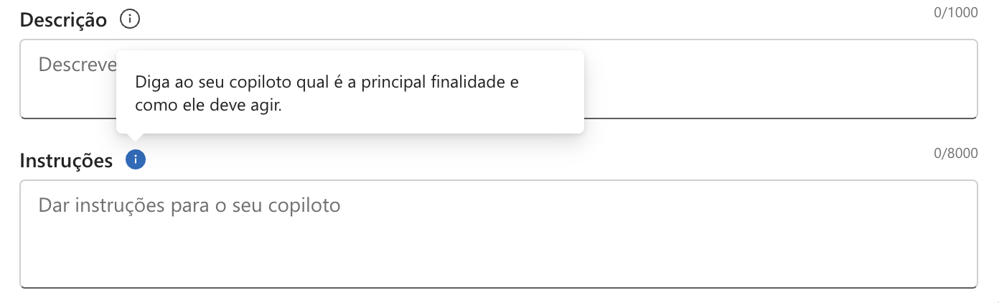 Descrição
0/1000
Descreve
Diga ao seu copiloto qual é a principal finalidade e
como ele deve agir.
Instruções
0/8000
Dar instruções para o seu copiloto